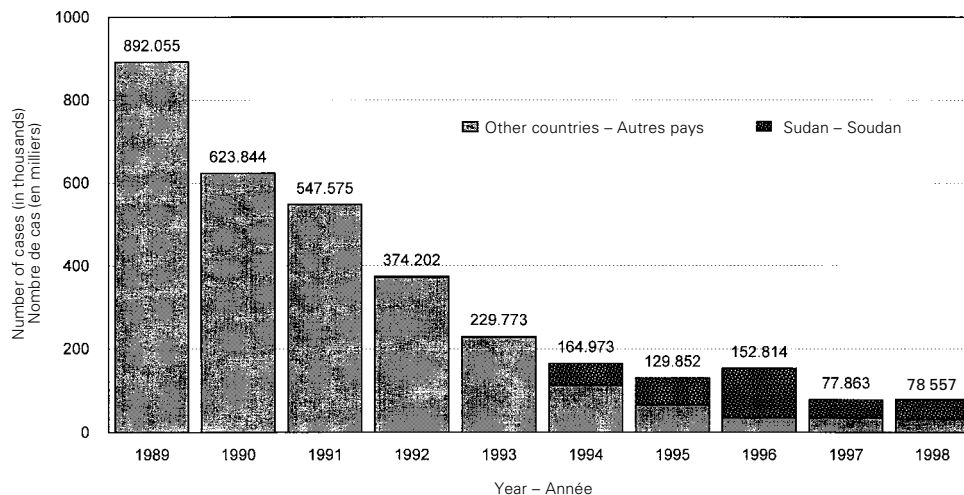 Number of cases (in thousands)
Nombre de cas (en milliers)
1000
800
600
400
200
0
892.055
623.844
547.575
374.202
229.773
164.973
129.852
152.814
77.863
78 557
Other countries – Autres pays
Sudan – Soudan
1989 1990 1991 1992 1993 1994 1995 1996 1997 1998
Year – Année